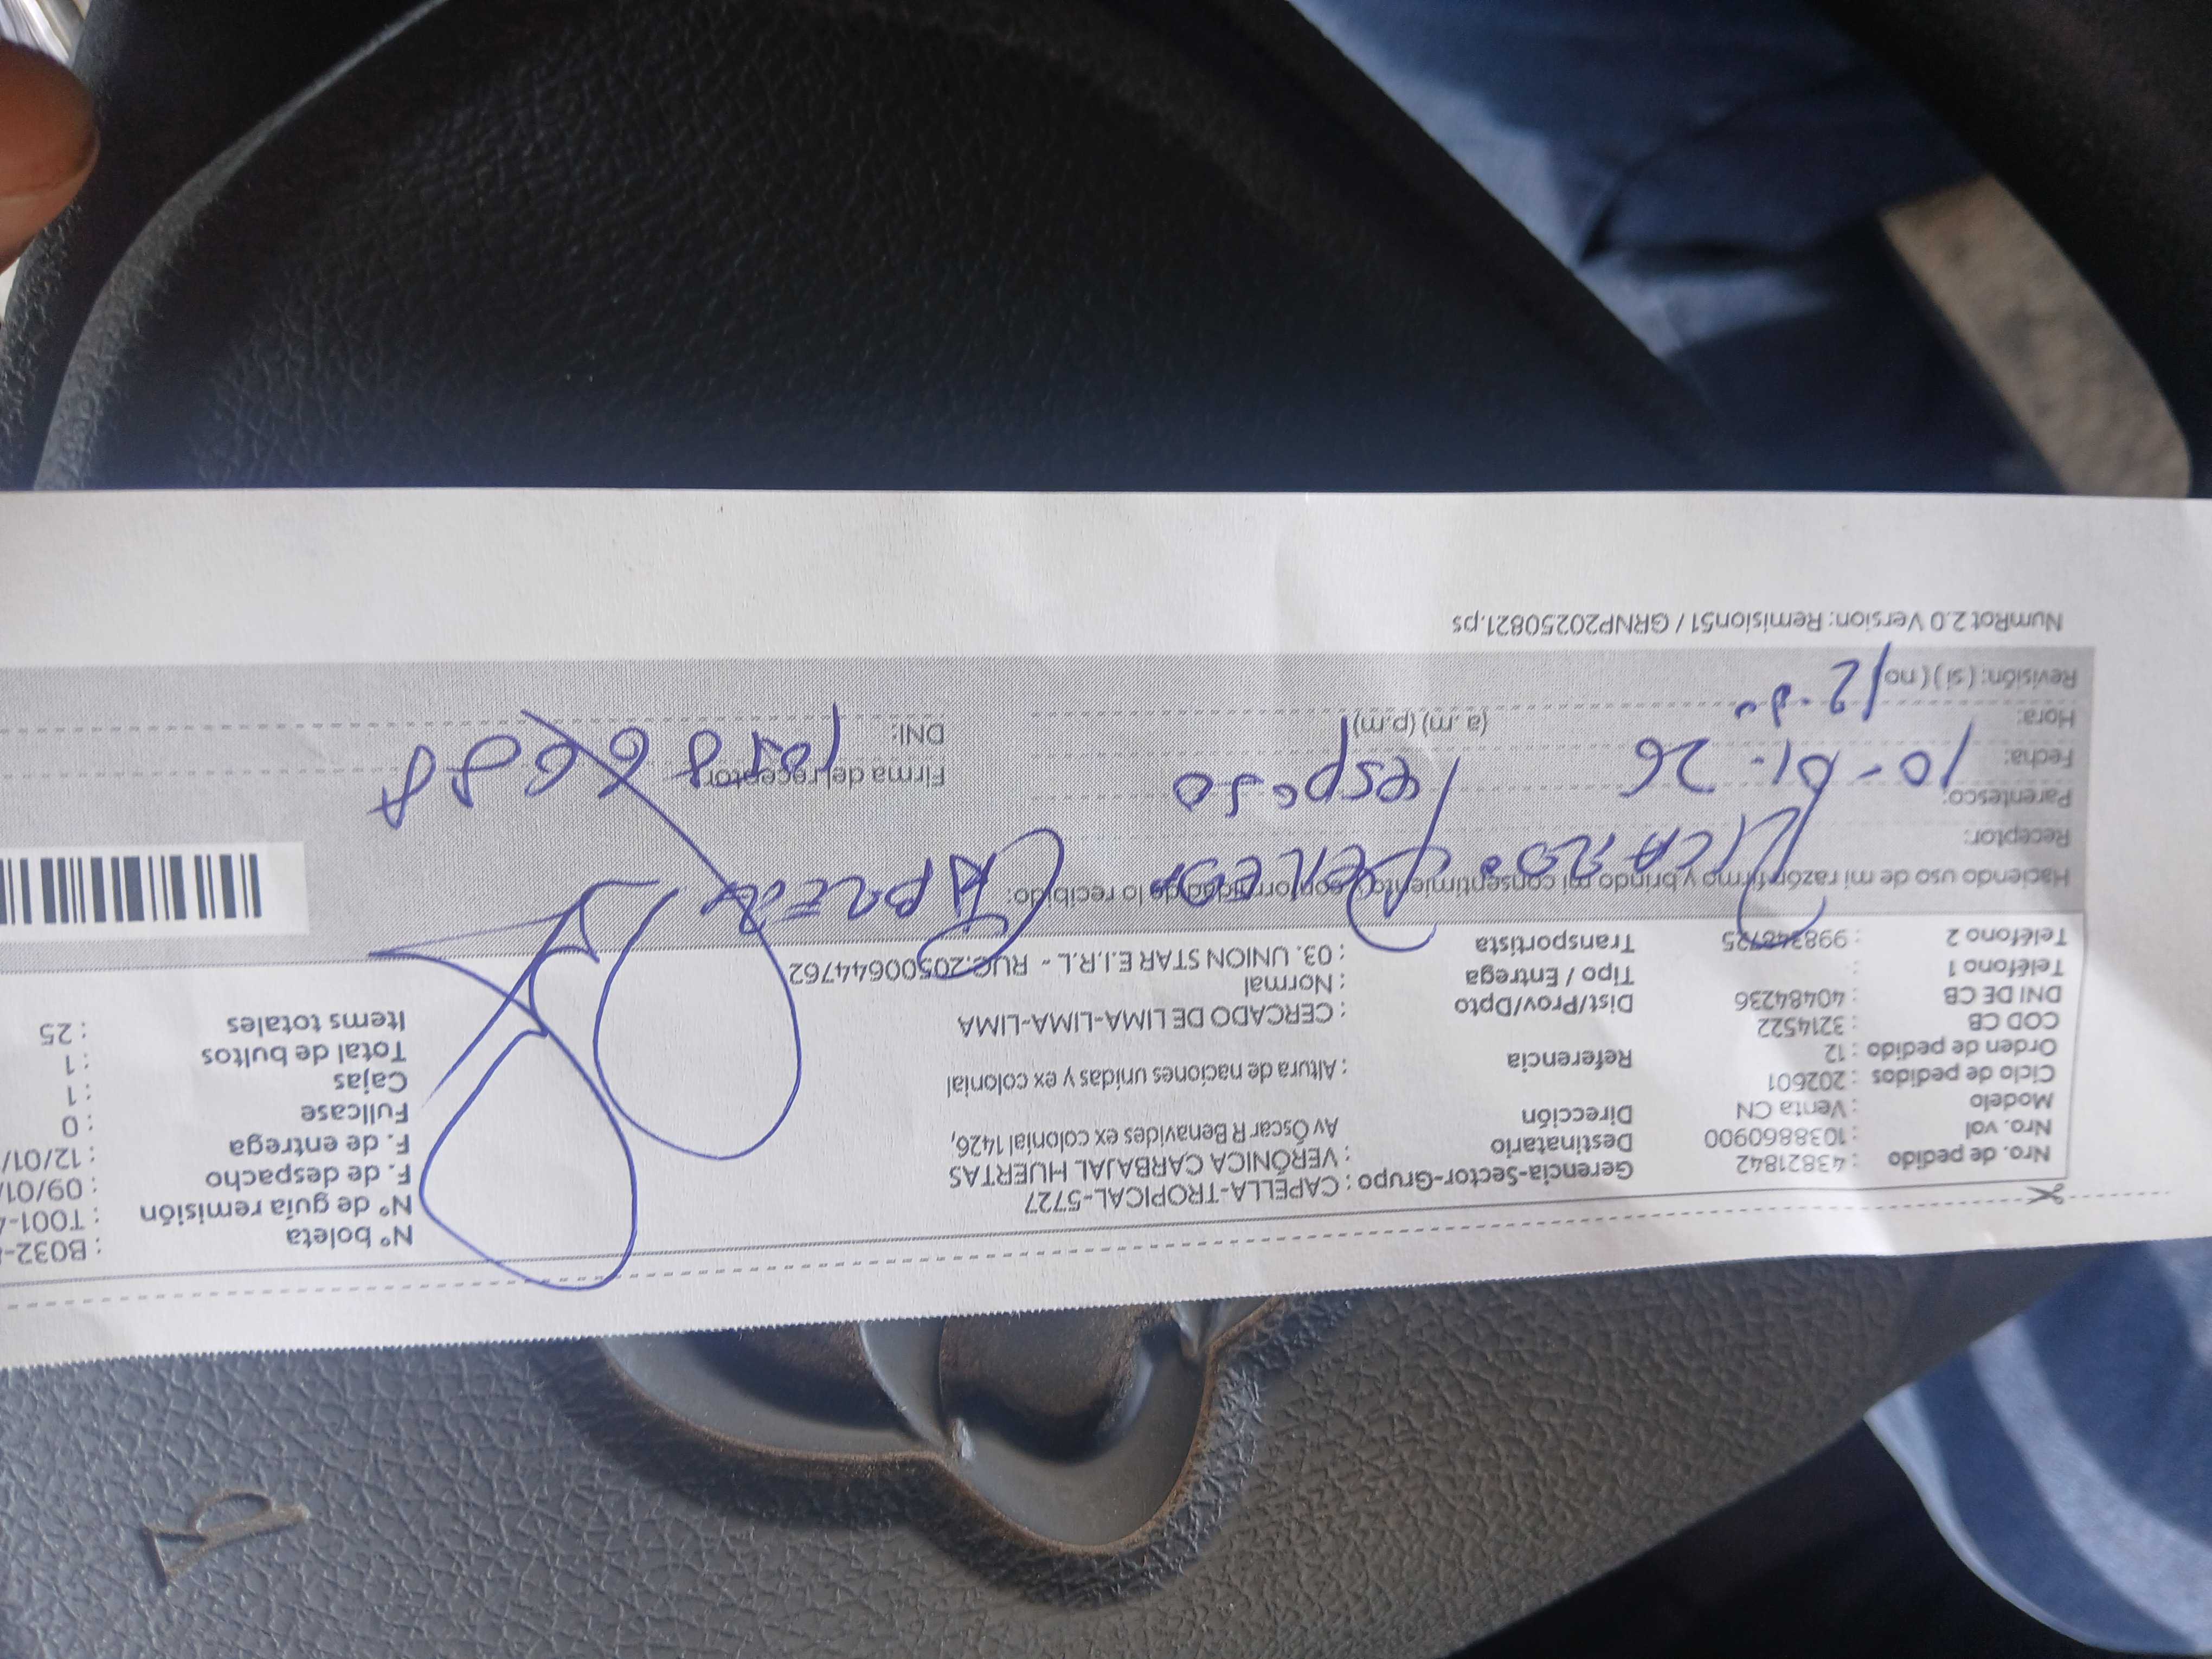 Nº boleta : B032-
Nº de guía remisión : T001-
F. de despacho : 09/01/
F. de entrega : 12/01/
Fullcase : 0
Cajas : 1
Total de bultos : 1
Items totales : 25
Gerencia-Sector-Grupo : CAPELLA-TROPICAL-5727
Destinatario : VERÓNICA CARBAJAL HUERTAS
Dirección Av Óscar R Benavides ex colonial 1426,
Referencia : Altura de naciones unidas y ex colonial
Dist/Prov/Dpto : CERCADO DE LIMA-LIMA-LIMA
Tipo / Entrega : Normal
Transportista : 03. UNION STAR E.I.R.L - RUC:20500644762
Nro. de pedido : 43821842
Nro. vol : 1038860900
Modelo : Venta CN
Ciclo de pedidos : 202601
Orden de pedido : 12
COD CB : 3214522
DNI DE CB : 40484236
Teléfono 1 :
Teléfono 2 : 998348725
Haciendo uso de mi razón firmo y brindo mi consentimiento y conformidad de lo recibido:
Receptor:
Parentesco:
Fecha: 10-01-26
Hora: (a.m) (p.m)
Revisión: (si) (no)
Firma del receptor
DNI:
NumRot 2.0 Version: Remision51 / GRNP20250821.ps